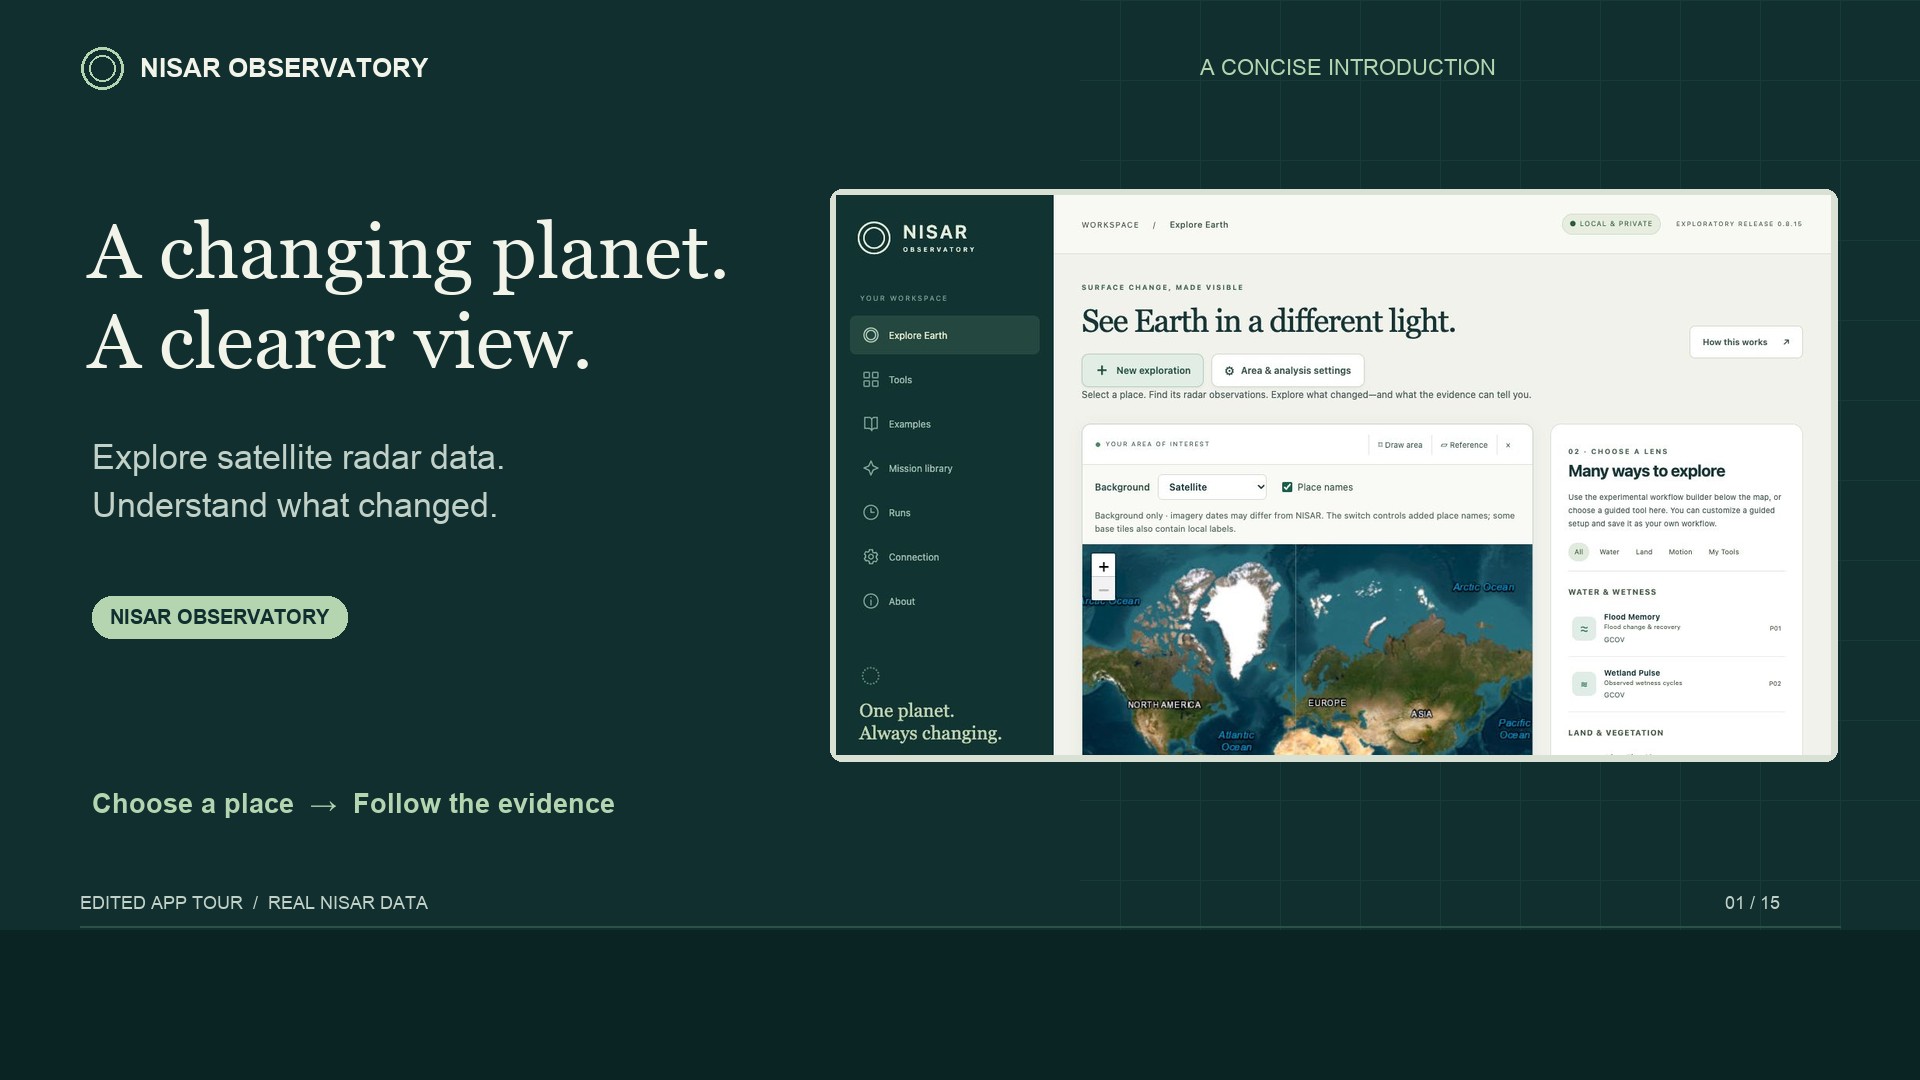 NISAR OBSERVATORY
A CONCISE INTRODUCTION
A changing planet.
A clearer view.
Explore satellite radar data.
Understand what changed.
NISAR OBSERVATORY
Choose a place → Follow the evidence
NISAR
OBSERVATORY
YOUR WORKSPACE
Explore Earth
Tools
Examples
Mission library
Runs
Connection
About
One planet.
Always changing.
WORKSPACE / Explore Earth
LOCAL & PRIVATE
EXPLORATORY RELEASE 0.8.15
SURFACE CHANGE, MADE VISIBLE
See Earth in a different light.
How this works ↗
+ New exploration
Area & analysis settings
Select a place. Find its radar observations. Explore what changed—and what the evidence can tell you.
YOUR AREA OF INTEREST
Draw area
Reference
×
Background Satellite Place names
Background only · imagery dates may differ from NISAR. The switch controls added place names; some
base tiles also contain local labels.
+
−
Arctic Ocean
Arctic Ocean
NORTH AMERICA
EUROPE
ASIA
Atlantic
Ocean
Pacific
Ocean
02 · CHOOSE A LENS
Many ways to explore
Use the experimental workflow builder below the map, or
choose a guided tool here. You can customize a guided
setup and save it as your own workflow.
All Water Land Motion My Tools
WATER & WETNESS
Flood Memory
Flood change & recovery
GCOV
P01
Wetland Pulse
Observed wetness cycles
GCOV
P02
LAND & VEGETATION
EDITED APP TOUR / REAL NISAR DATA
01 / 15